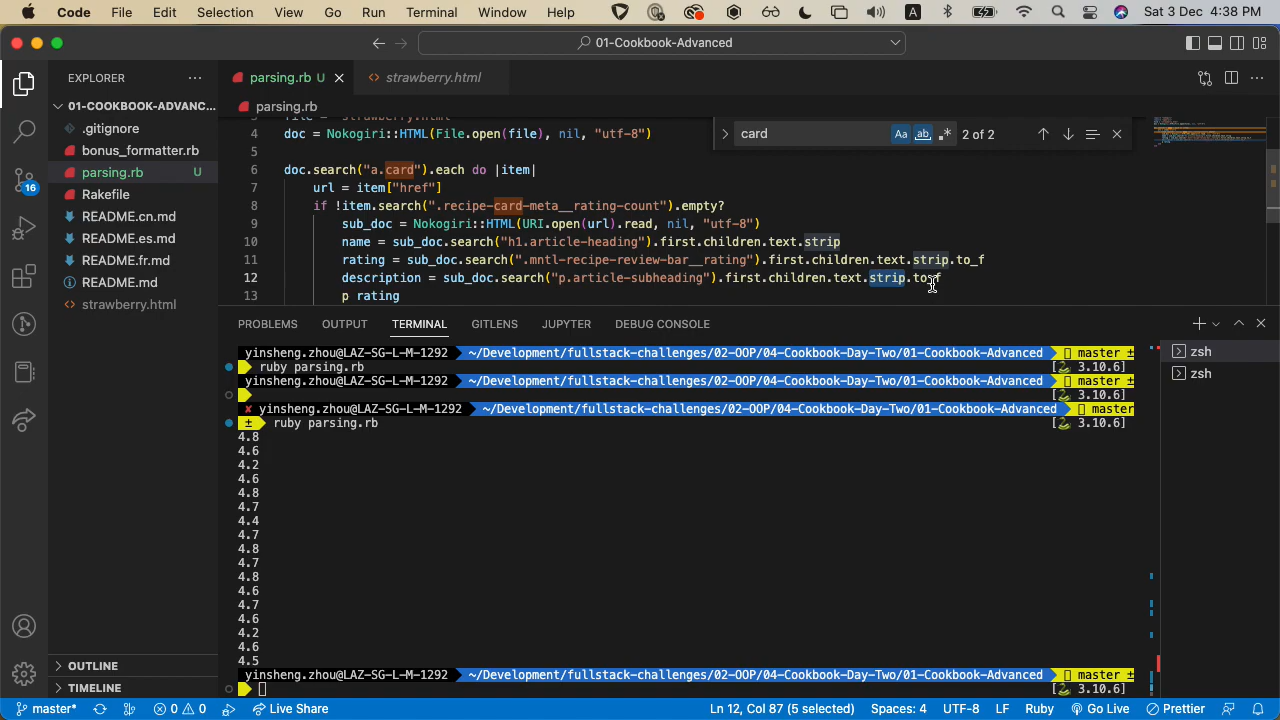 Code File Edit Selection View Go Run Terminal Window Help A Sat 3 Dec 4:38 PM
01-Cookbook-Advanced
EXPLORER
parsing.rb U
strawberry.html
01-COOKBOOK-ADVANC...
.gitignore
bonus_formatter.rb
parsing.rb U
Rakefile
README.cn.md
README.es.md
README.fr.md
README.md
strawberry.html
16
OUTLINE
TIMELINE
parsing.rb
card Aa ab 2 of 2
4 doc = Nokogiri::HTML(File.open(file), nil, "utf-8")
5
6 doc.search("a.card").each do |item|
7 url = item["href"]
8 if !item.search(".recipe-card-meta__rating-count").empty?
9 sub_doc = Nokogiri::HTML(URI.open(url).read, nil, "utf-8")
10 name = sub_doc.search("h1.article-heading").first.children.text.strip
11 rating = sub_doc.search(".mntl-recipe-review-bar__rating").first.children.text.strip.to_f
12 description = sub_doc.search("p.article-subheading").first.children.text.strip.to_f
13 p rating
PROBLEMS OUTPUT TERMINAL GITLENS JUPYTER DEBUG CONSOLE
yinsheng.zhou@LAZ-SG-L-M-1292 ~/Development/fullstack-challenges/02-OOP/04-Cookbook-Day-Two/01-Cookbook-Advanced master ±
ruby parsing.rb [🐍 3.10.6]
yinsheng.zhou@LAZ-SG-L-M-1292 ~/Development/fullstack-challenges/02-OOP/04-Cookbook-Day-Two/01-Cookbook-Advanced master ±
[🐍 3.10.6]
✘ yinsheng.zhou@LAZ-SG-L-M-1292 ~/Development/fullstack-challenges/02-OOP/04-Cookbook-Day-Two/01-Cookbook-Advanced master
± ruby parsing.rb [🐍 3.10.6]
4.8
4.6
4.2
4.6
4.8
4.7
4.4
4.7
4.8
4.7
4.8
4.6
4.7
4.6
4.2
4.6
4.5
yinsheng.zhou@LAZ-SG-L-M-1292 ~/Development/fullstack-challenges/02-OOP/04-Cookbook-Day-Two/01-Cookbook-Advanced master ±
[🐍 3.10.6]
zsh
zsh
master* 0 0 Live Share Ln 12, Col 87 (5 selected) Spaces: 4 UTF-8 LF Ruby Go Live Prettier